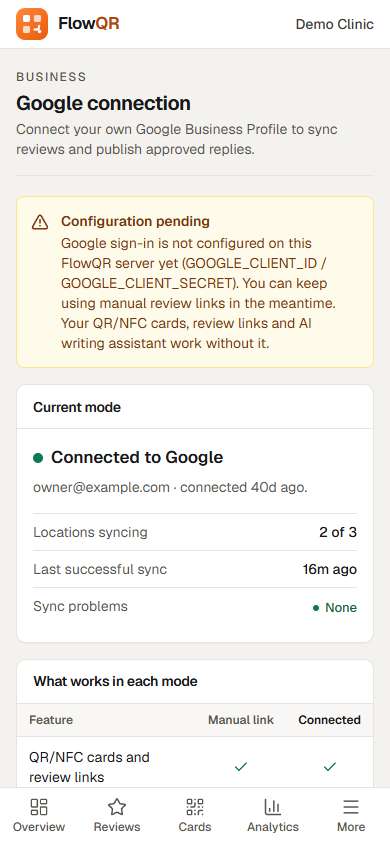 FlowQR
Demo Clinic
BUSINESS
Google connection
Connect your own Google Business Profile to sync
reviews and publish approved replies.
Configuration pending
Google sign-in is not configured on this
FlowQR server yet (GOOGLE_CLIENT_ID /
GOOGLE_CLIENT_SECRET). You can keep
using manual review links in the meantime.
Your QR/NFC cards, review links and AI
writing assistant work without it.
Current mode
Connected to Google
owner@example.com · connected 40d ago.
Locations syncing 2 of 3
Last successful sync 16m ago
Sync problems None
What works in each mode
Feature Manual link Connected
QR/NFC cards and
review links
Overview Reviews Cards Analytics More